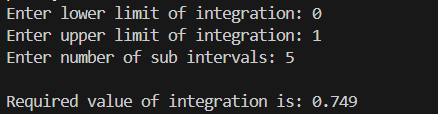 Enter lower limit of integration: 0
Enter upper limit of integration: 1
Enter number of sub intervals: 5
Required value of integration is: 0.749